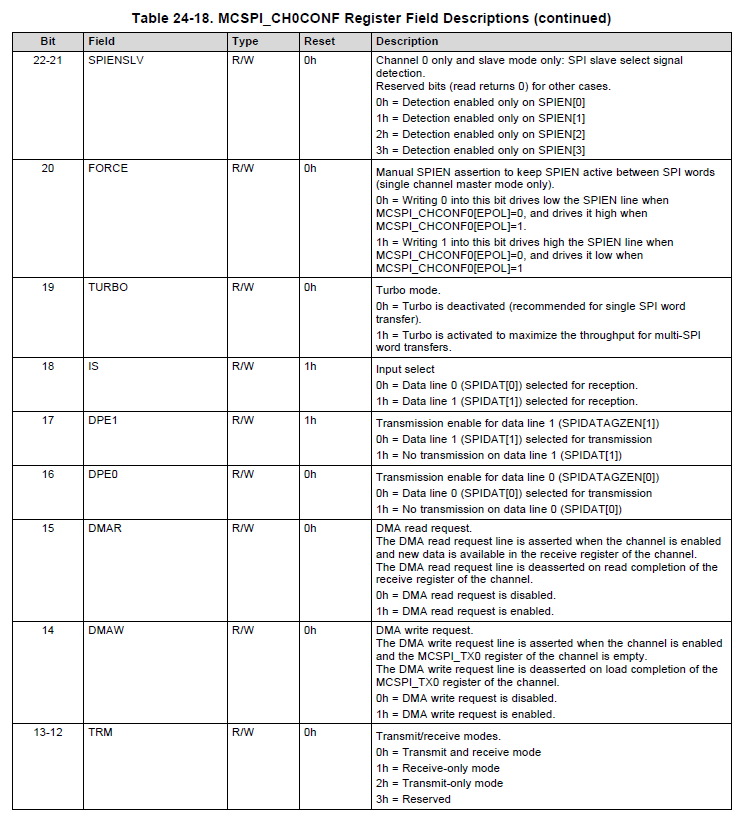 Table 24-18. MCSPI_CH0CONF Register Field Descriptions (continued)
Bit Field Type Reset Description
22-21 SPIENSLV R/W 0h Channel 0 only and slave mode only: SPI slave select signal
detection.
Reserved bits (read returns 0) for other cases.
0h = Detection enabled only on SPIEN[0]
1h = Detection enabled only on SPIEN[1]
2h = Detection enabled only on SPIEN[2]
3h = Detection enabled only on SPIEN[3]
20 FORCE R/W 0h Manual SPIEN assertion to keep SPIEN active between SPI words
(single channel master mode only).
0h = Writing 0 into this bit drives low the SPIEN line when
MCSPI_CHCONF0[EPOL]=0, and drives it high when
MCSPI_CHCONF0[EPOL]=1.
1h = Writing 1 into this bit drives high the SPIEN line when
MCSPI_CHCONF0[EPOL]=0, and drives it low when
MCSPI_CHCONF0[EPOL]=1
19 TURBO R/W 0h Turbo mode.
0h = Turbo is deactivated (recommended for single SPI word
transfer).
1h = Turbo is activated to maximize the throughput for multi-SPI
word transfers.
18 IS R/W 1h Input select
0h = Data line 0 (SPIDAT[0]) selected for reception.
1h = Data line 1 (SPIDAT[1]) selected for reception.
17 DPE1 R/W 1h Transmission enable for data line 1 (SPIDATAGZEN[1])
0h = Data line 1 (SPIDAT[1]) selected for transmission
1h = No transmission on data line 1 (SPIDAT[1])
16 DPE0 R/W 0h Transmission enable for data line 0 (SPIDATAGZEN[0])
0h = Data line 0 (SPIDAT[0]) selected for transmission
1h = No transmission on data line 0 (SPIDAT[0])
15 DMAR R/W 0h DMA read request.
The DMA read request line is asserted when the channel is enabled
and new data is available in the receive register of the channel.
The DMA read request line is deasserted on read completion of the
receive register of the channel.
0h = DMA read request is disabled.
1h = DMA read request is enabled.
14 DMAW R/W 0h DMA write request.
The DMA write request line is asserted when the channel is enabled
and the MCSPI_TX0 register of the channel is empty.
The DMA write request line is deasserted on load completion of the
MCSPI_TX0 register of the channel.
0h = DMA write request is disabled.
1h = DMA write request is enabled.
13-12 TRM R/W 0h Transmit/receive modes.
0h = Transmit and receive mode
1h = Receive-only mode
2h = Transmit-only mode
3h = Reserved